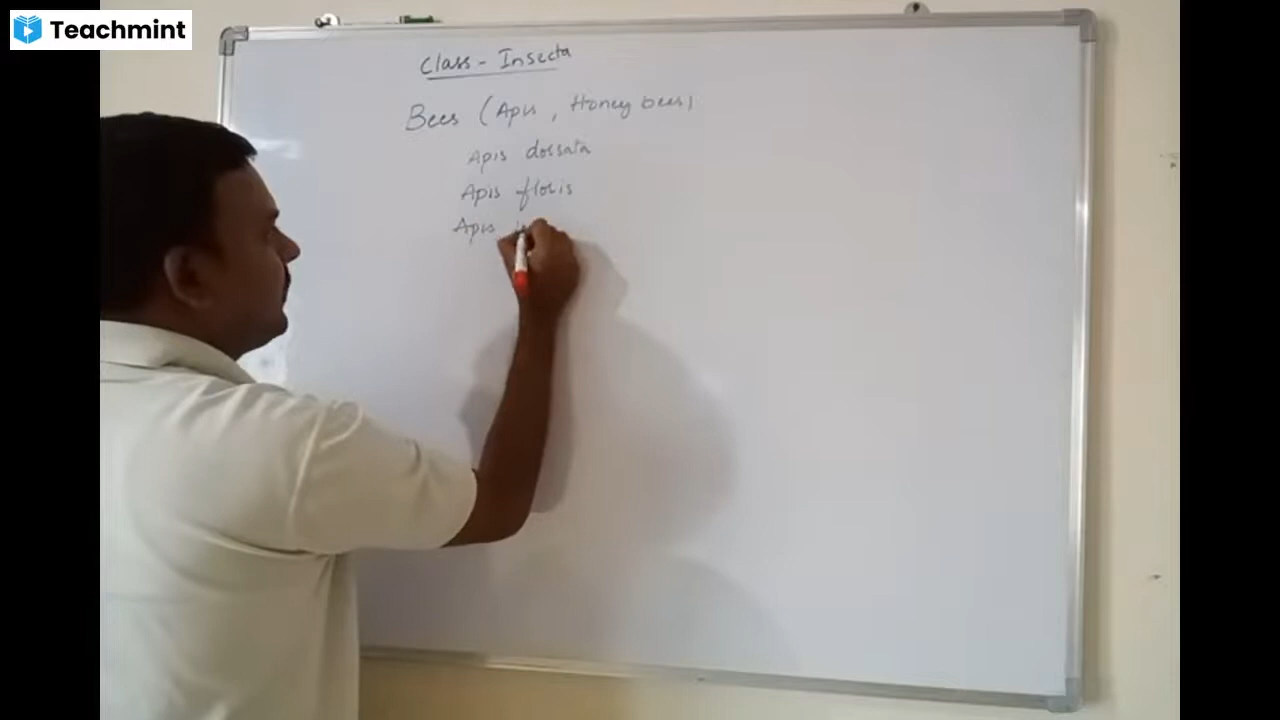 Teachmint
Class - Insecta
Bees (Apis, Honey bees)
Apis dorsata
Apis floris
Apis